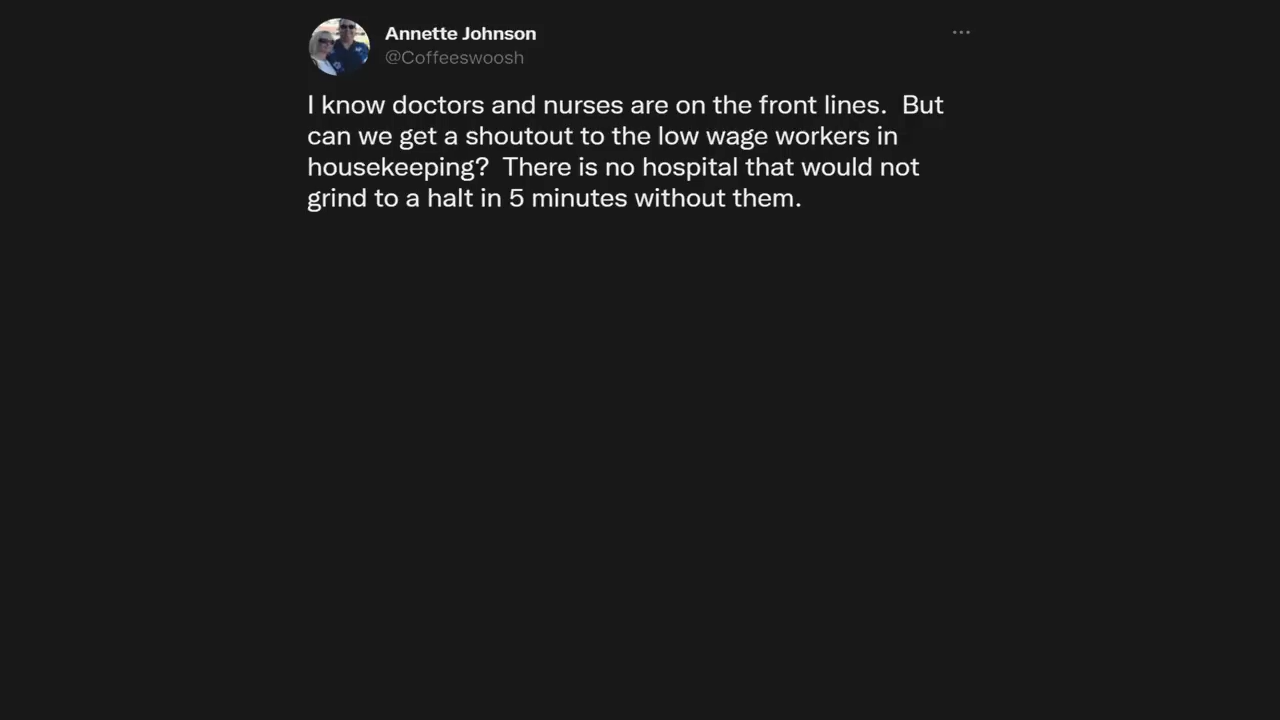 Annette Johnson
@Coffeeswoosh
I know doctors and nurses are on the front lines.  But
can we get a shoutout to the low wage workers in
housekeeping?  There is no hospital that would not
grind to a halt in 5 minutes without them.